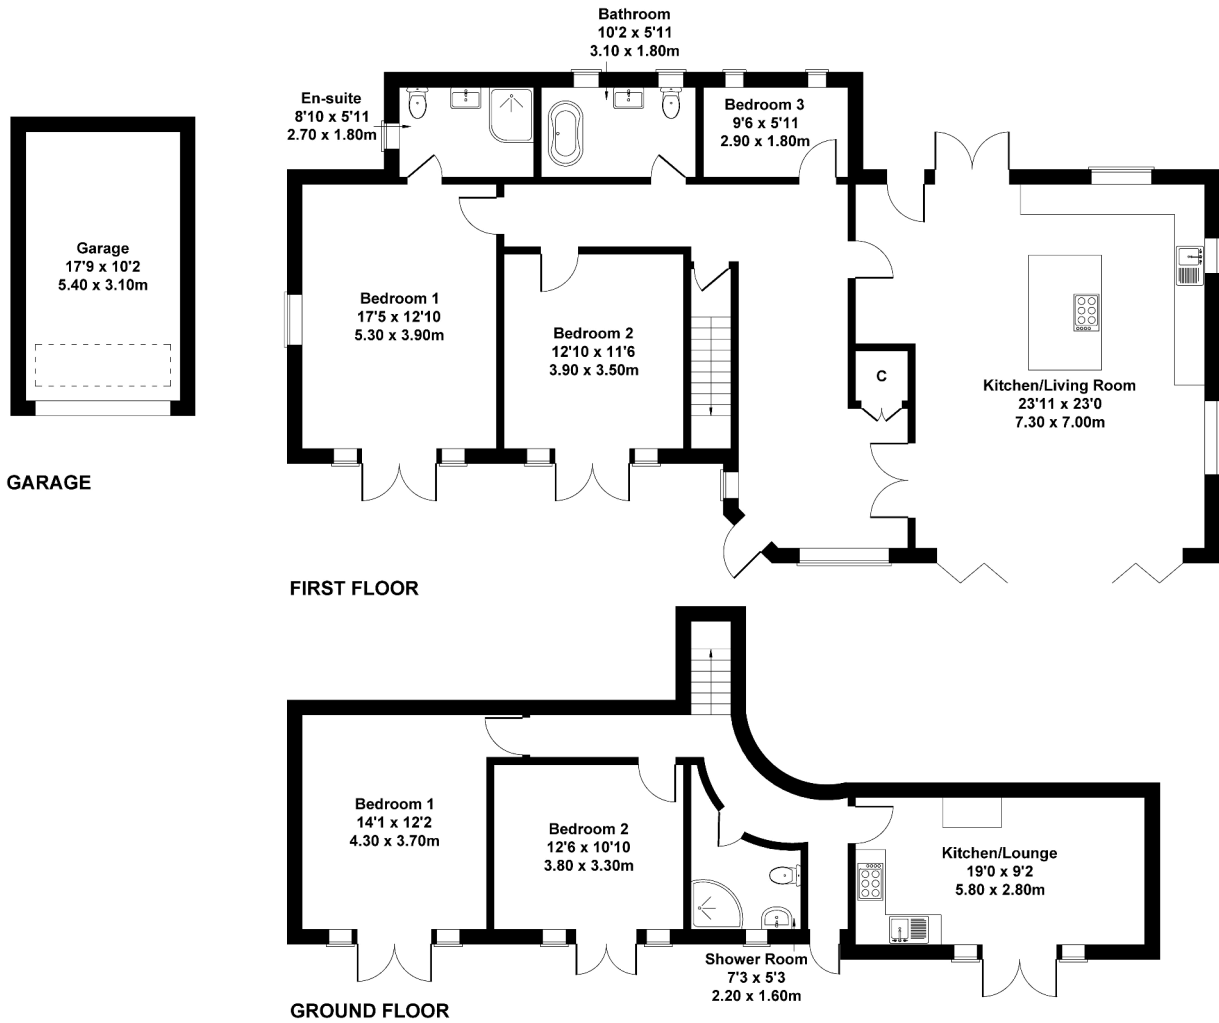 Bathroom
10'2 x 5'11
3.10 x 1.80m
En-suite
8'10 x 5'11
2.70 x 1.80m
Bedroom 3
9'6 x 5'11
2.90 x 1.80m
Garage
17'9 x 10'2
5.40 x 3.10m
Bedroom 1
17'5 x 12'10
5.30 x 3.90m
Bedroom 2
12'10 x 11'6
3.90 x 3.50m
C
Kitchen/Living Room
23'11 x 23'0
7.30 x 7.00m
GARAGE
FIRST FLOOR
Bedroom 1
14'1 x 12'2
4.30 x 3.70m
Bedroom 2
12'6 x 10'10
3.80 x 3.30m
Kitchen/Lounge
19'0 x 9'2
5.80 x 2.80m
Shower Room
7'3 x 5'3
2.20 x 1.60m
GROUND FLOOR